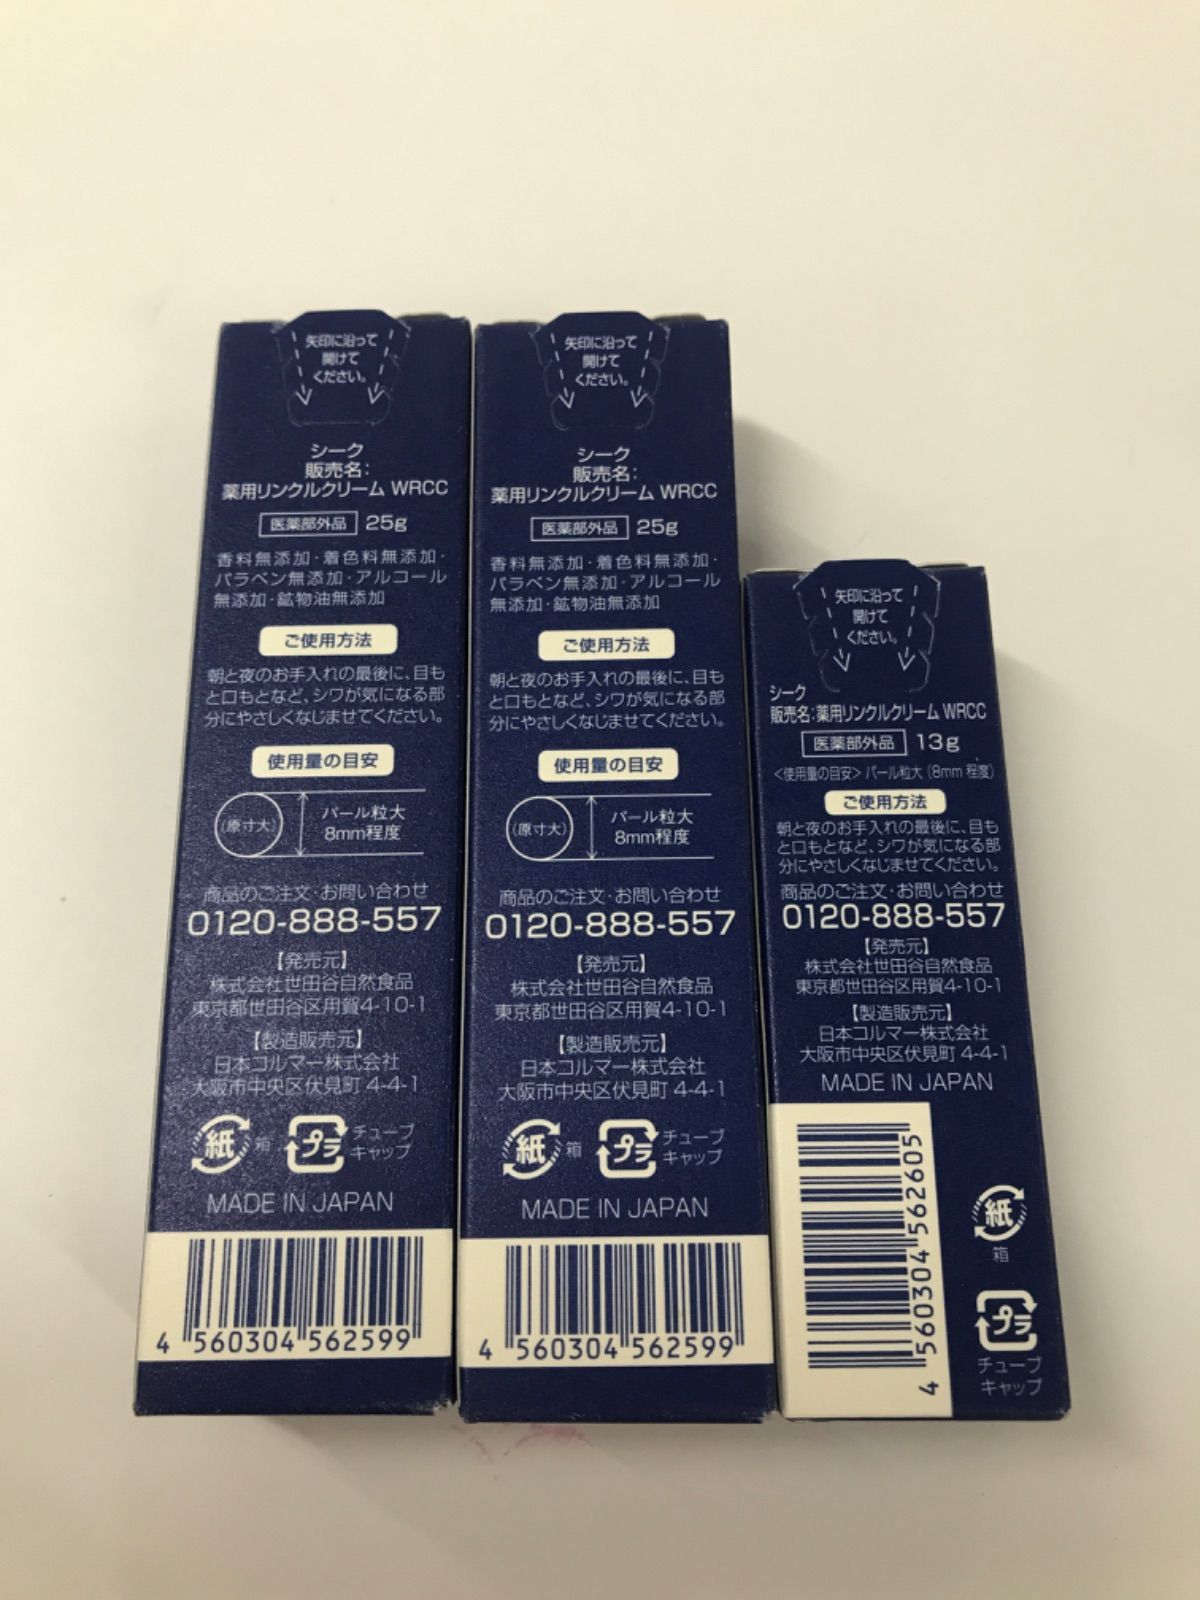 矢印に沿って
開けて
ください。
シーク
販売名:
薬用リンクルクリーム WRCC
医薬部外品 25g
香料無添加・着色料無添加・
パラベン無添加・アルコール
無添加・鉱物油無添加
ご使用方法
朝と夜のお手入れの最後に、目も
と口もとなど、シワが気になる部
分にやさしくなじませてください。
使用量の目安
(原寸大)
パール粒大
8mm程度
商品のご注文・お問い合わせ
0120-888-557
【発売元】
株式会社世田谷自然食品
東京都世田谷区用賀4-10-1
【製造販売元】
日本コルマー株式会社
大阪市中央区伏見町 4-4-1
紙 箱 プラ チューブ
キャップ
MADE IN JAPAN
4 560304 562599
矢印に沿って
開けて
ください。
シーク
販売名:
薬用リンクルクリーム WRCC
医薬部外品 25g
香料無添加・着色料無添加・
パラベン無添加・アルコール
無添加・鉱物油無添加
ご使用方法
朝と夜のお手入れの最後に、目も
と口もとなど、シワが気になる部
分にやさしくなじませてください。
使用量の目安
(原寸大)
パール粒大
8mm程度
商品のご注文・お問い合わせ
0120-888-557
【発売元】
株式会社世田谷自然食品
東京都世田谷区用賀4-10-1
【製造販売元】
日本コルマー株式会社
大阪市中央区伏見町 4-4-1
紙 箱 プラ チューブ
キャップ
MADE IN JAPAN
4 560304 562599
矢印に沿って
開けて
ください。
シーク
販売名:薬用リンクルクリーム WRCC
医薬部外品 13g
<使用量の目安> パール粒大 (8mm 程度)
ご使用方法
朝と夜のお手入れの最後に、目も
と口もとなど、シワが気になる部
分にやさしくなじませてください。
商品のご注文・お問い合わせ
0120-888-557
【発売元】
株式会社世田谷自然食品
東京都世田谷区用賀4-10-1
【製造販売元】
日本コルマー株式会社
大阪市中央区伏見町 4-4-1
MADE IN JAPAN
4 560304 562605
紙
箱
プラ
チューブ
キャップ